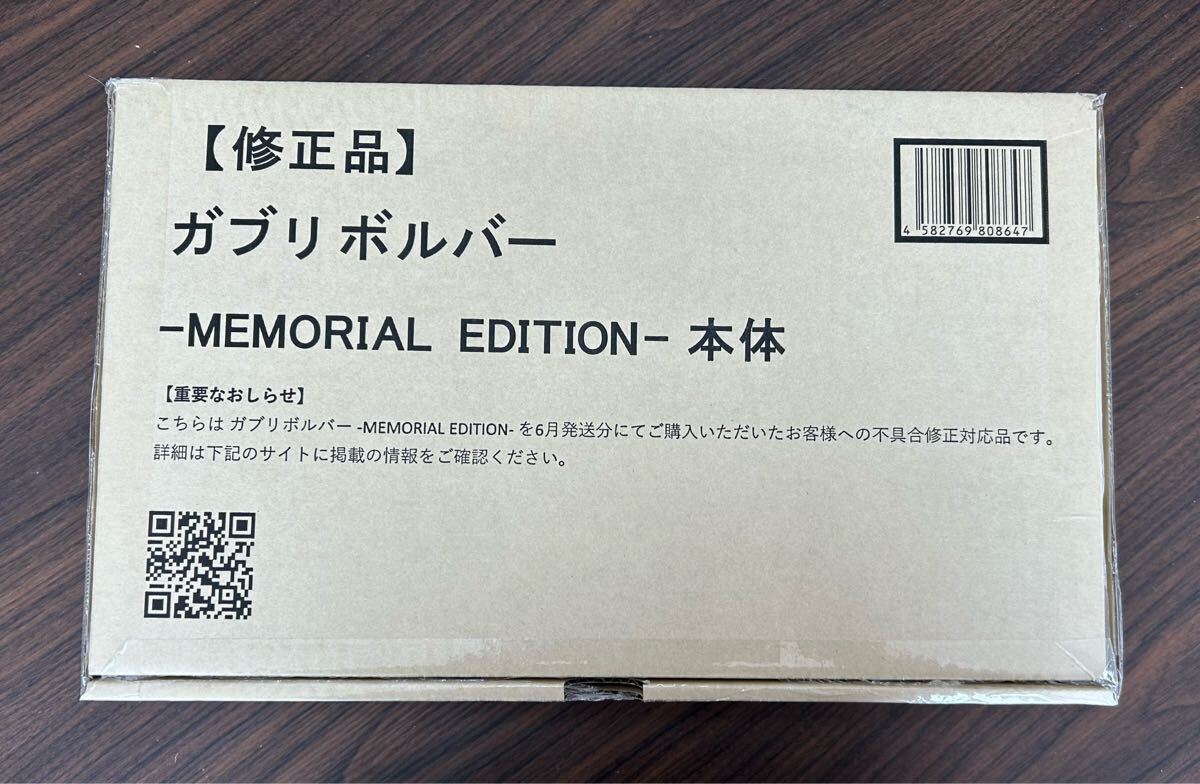 【修正品】
ガブリボルバー
-MEMORIAL EDITION- 本体
【重要なおしらせ】
こちらは ガブリボルバー -MEMORIAL EDITION- を6月発送分にてご購入いただいたお客様への不具合修正対応品です。
詳細は下記のサイトに掲載の情報をご確認ください。
4 582769 808647